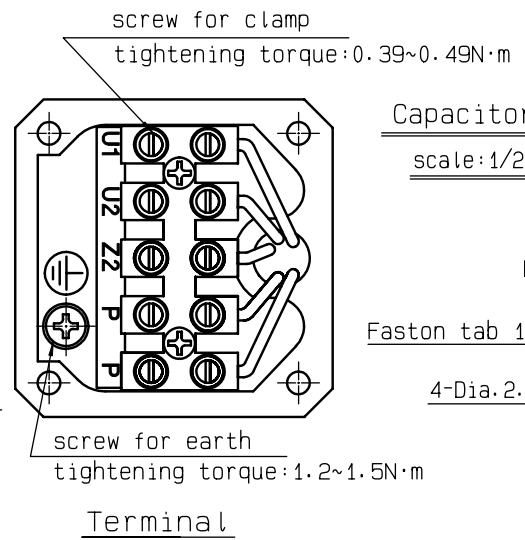 screw for clamp
tightening torque:0.39~0.49N·m
Capacitor
scale:1/2
U1
U2
Z2
P
P
Faston tab 1
4-Dia.2.
screw for earth
tightening torque:1.2~1.5N·m
Terminal